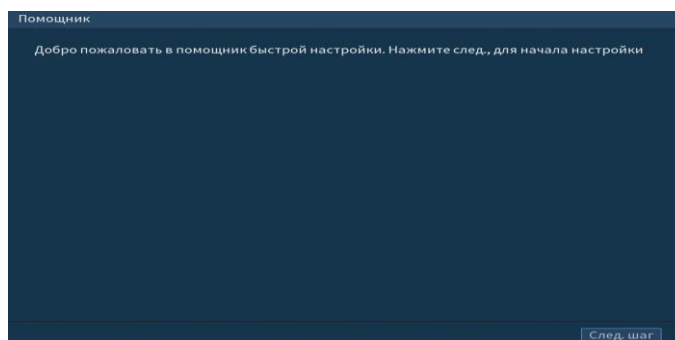 Помощник
Добро пожаловать в помощник быстрой настройки. Нажмите след., для начала настройки
След. шаг